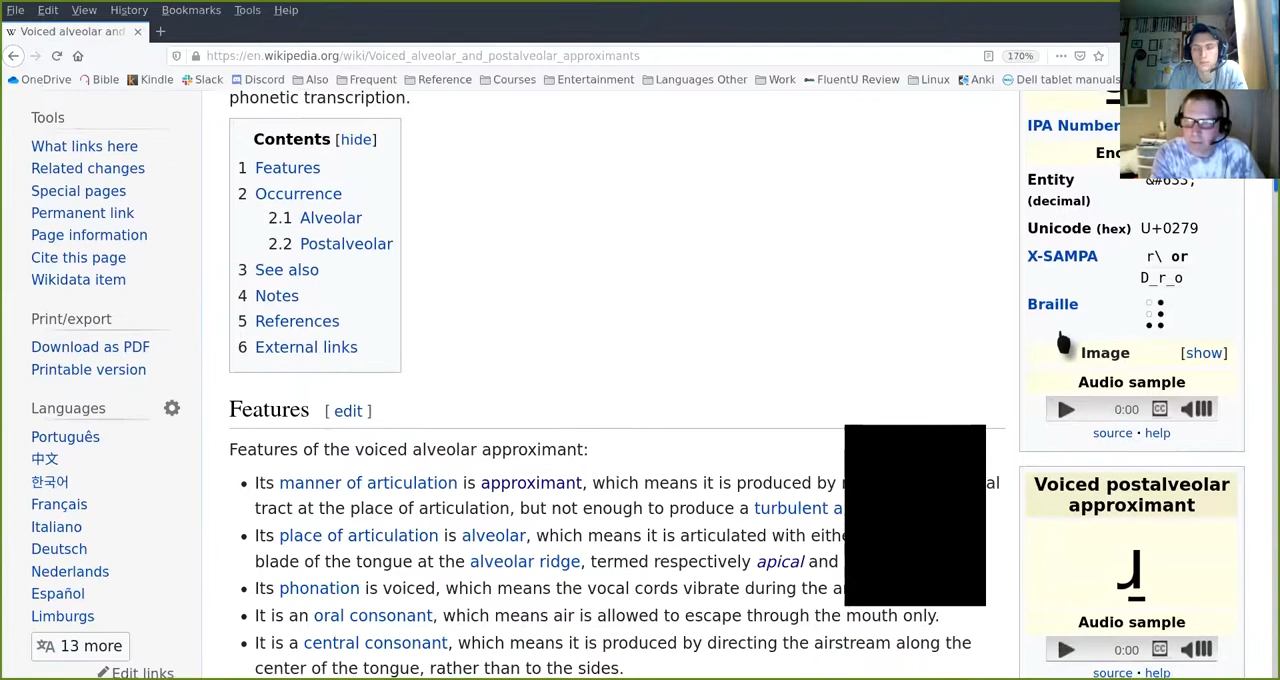 File Edit View History Bookmarks Tools Help
W Voiced alveolar and × +
https://en.wikipedia.org/wiki/Voiced_alveolar_and_postalveolar_approximants 170%
OneDrive Bible Kindle Slack Discord Also Frequent Reference Courses Entertainment Languages Other Work FluentU Review Linux Anki Dell tablet manuals
phonetic transcription.
Tools
What links here
Related changes
Special pages
Permanent link
Page information
Cite this page
Wikidata item
Print/export
Download as PDF
Printable version
Languages
Português
中文
한국어
Français
Italiano
Deutsch
Nederlands
Español
Limburgs
13 more
Edit links
Contents [hide]
1 Features
2 Occurrence
2.1 Alveolar
2.2 Postalveolar
3 See also
4 Notes
5 References
6 External links
Features [ edit ]
Features of the voiced alveolar approximant:
• Its manner of articulation is approximant, which means it is produced by al
tract at the place of articulation, but not enough to produce a turbulent
• Its place of articulation is alveolar, which means it is articulated with
blade of the tongue at the alveolar ridge, termed respectively apical and
• Its phonation is voiced, which means the vocal cords vibrate during the
• It is an oral consonant, which means air is allowed to escape through the mouth only.
• It is a central consonant, which means it is produced by directing the airstream along the
center of the tongue, rather than to the sides.
IPA Number
Enc
Entity
(decimal)
Unicode (hex) U+0279
X-SAMPA r\ or
D_r_o
Braille
Image [show]
Audio sample
0:00 CC
source • help
Voiced postalveolar
approximant
ɹ̠
Audio sample
0:00 CC
source • help